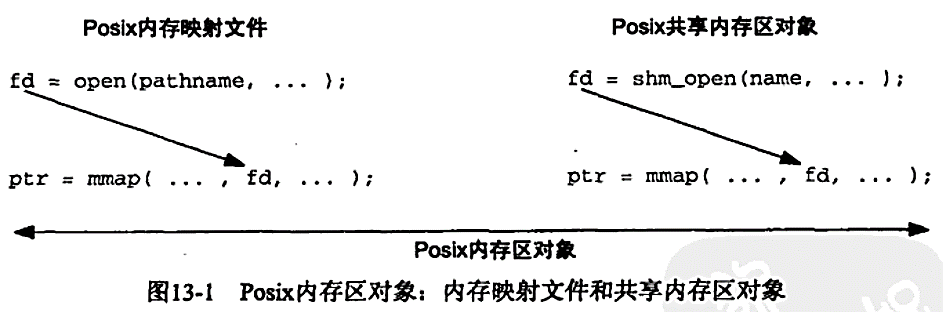 Posix内存映射文件 Posix共享内存区对象
fd = open(pathname, ... ); fd = shm_open(name, ... );
ptr = mmap( ... , fd, ... ); ptr = mmap( ... , fd, ... );
Posix内存区对象
图13-1 Posix内存区对象：内存映射文件和共享内存区对象